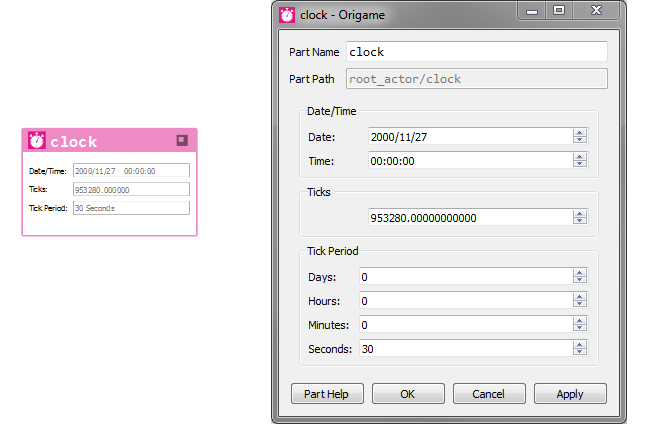 clock
Date/Time: 2000/11/27 00:00:00
Ticks: 953280.000000
Tick Period: 30 Seconds
clock - Origame
Part Name clock
Part Path root_actor/clock
Date/Time
Date: 2000/11/27
Time: 00:00:00
Ticks
953280.00000000000
Tick Period
Days: 0
Hours: 0
Minutes: 0
Seconds: 30
Part Help OK Cancel Apply